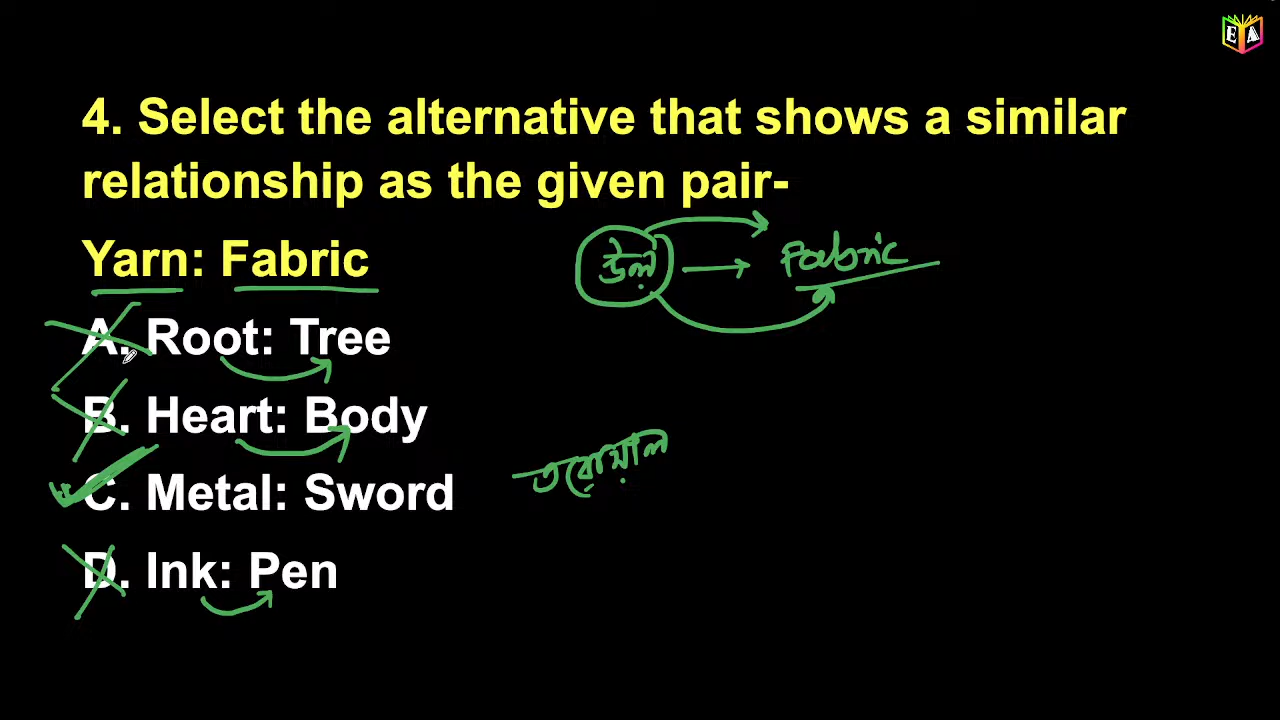 E A
4. Select the alternative that shows a similar
relationship as the given pair-
Yarn: Fabric
উল → Fabric
A. Root: Tree
B. Heart: Body
C. Metal: Sword
তরোয়াল
D. Ink: Pen